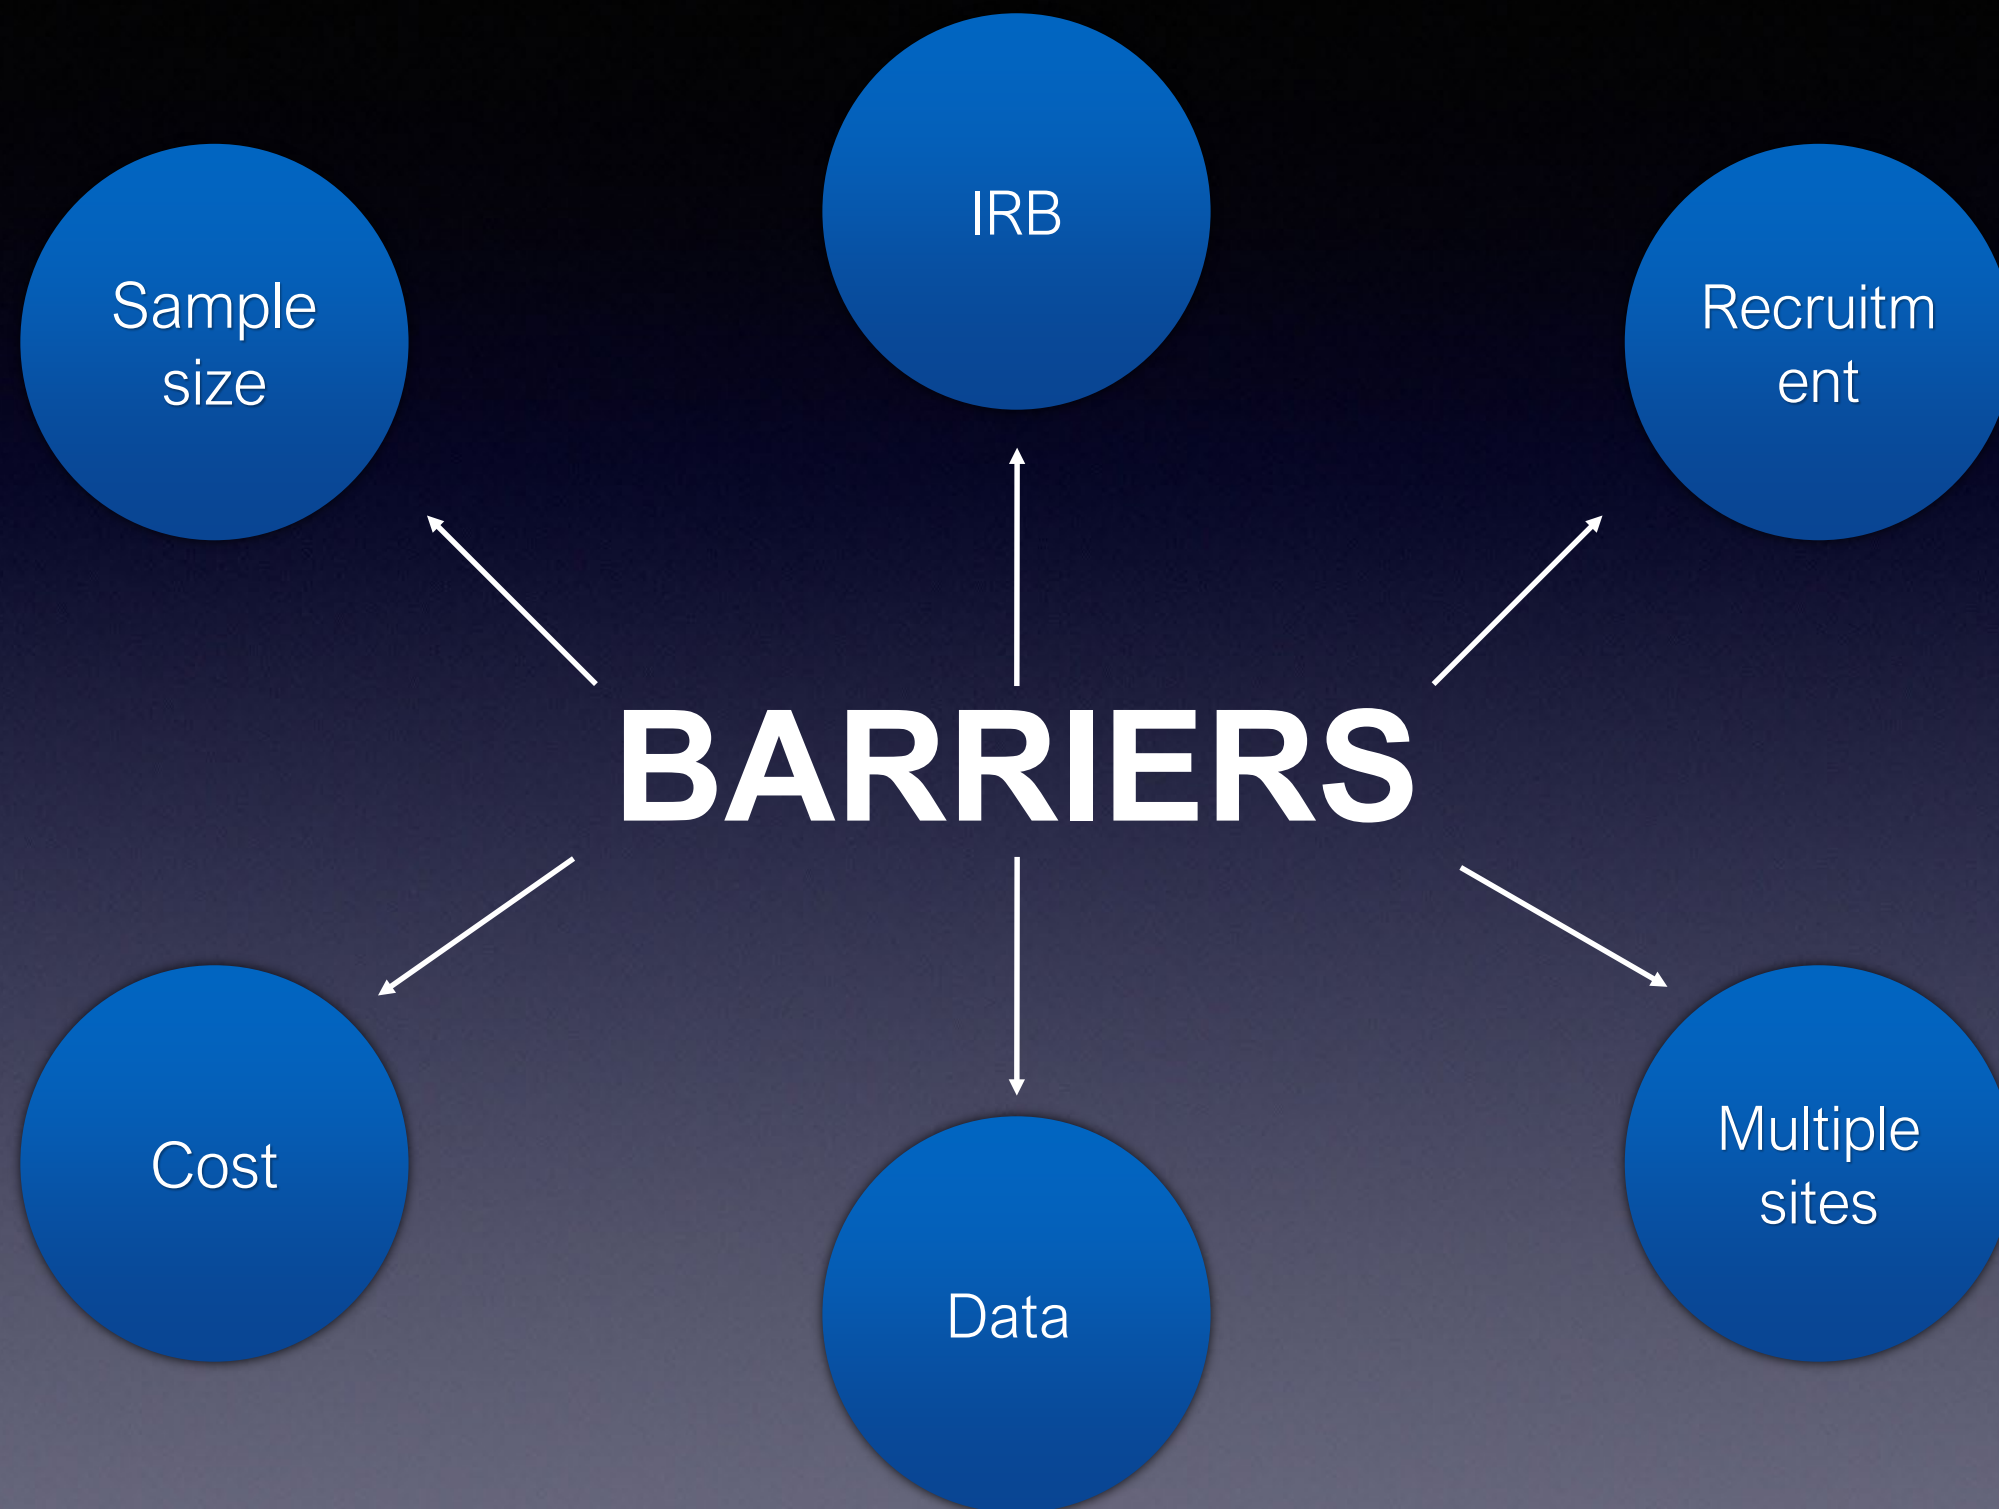 IRB
Sample
size
Recruitm
ent
BARRIERS
Cost
Multiple
sites
Data